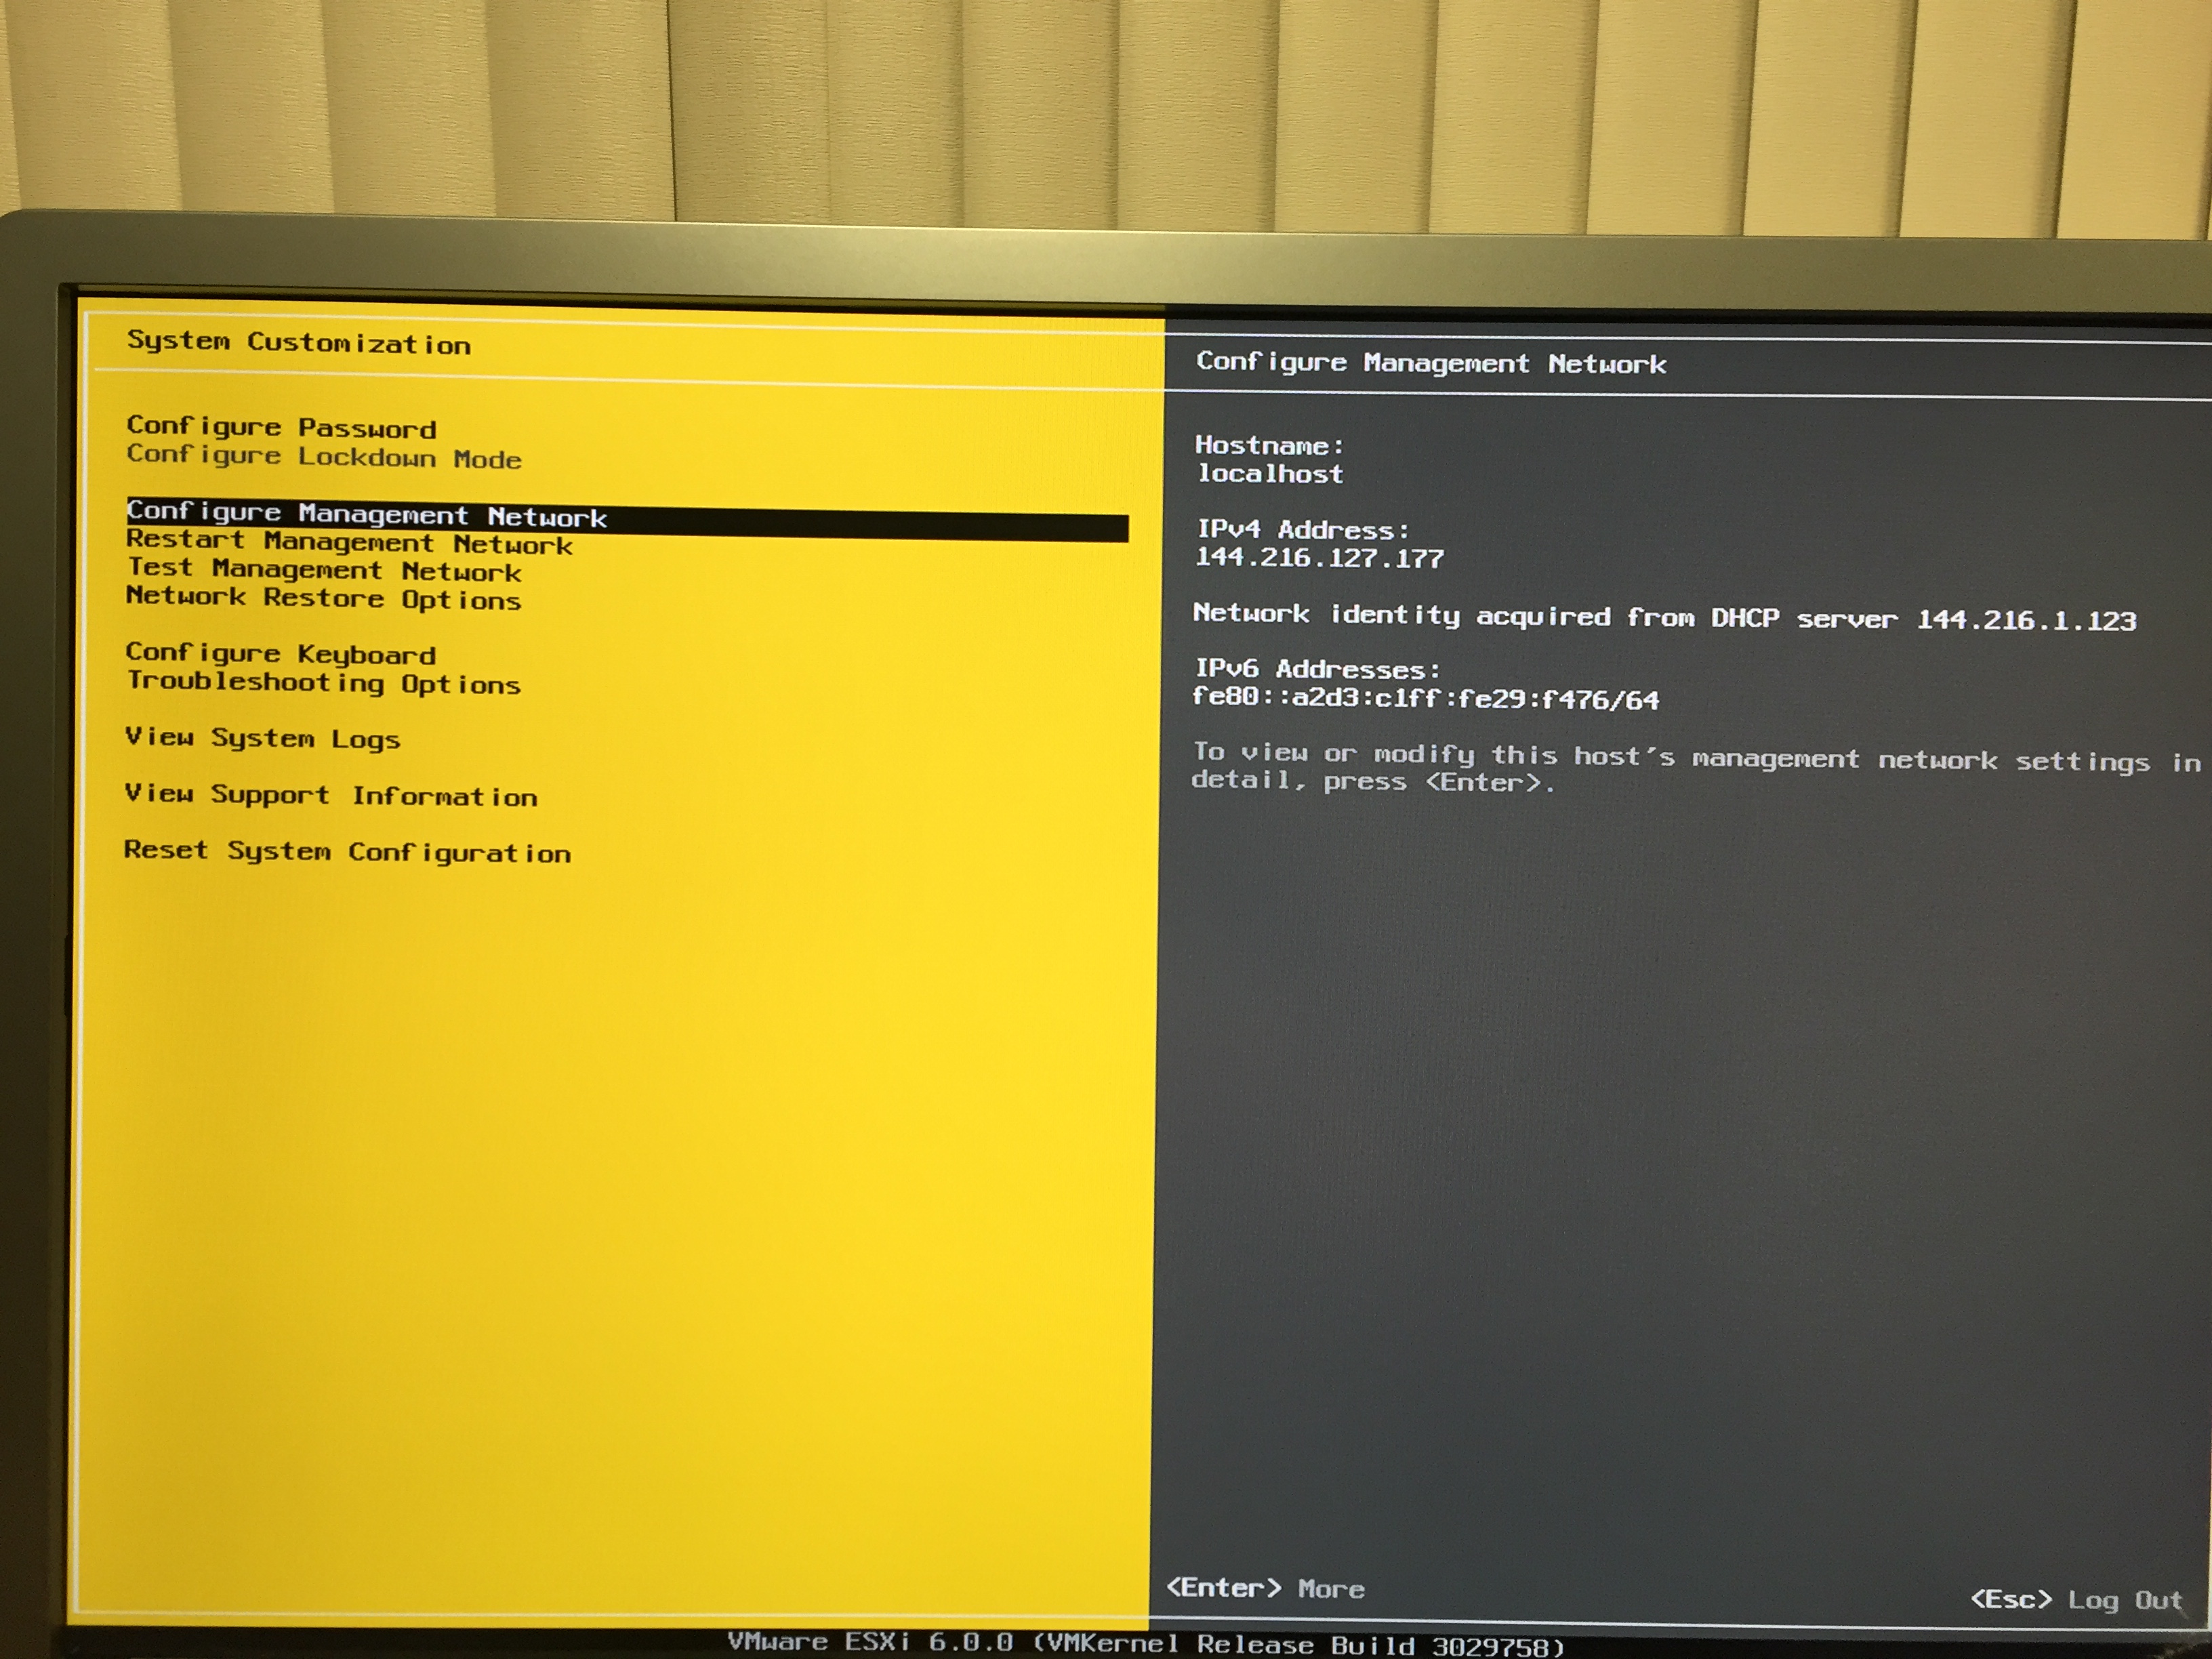 System Customization
Configure Password
Configure Lockdown Mode
Configure Management Network
Restart Management Network
Test Management Network
Network Restore Options
Configure Keyboard
Troubleshooting Options
View System Logs
View Support Information
Reset System Configuration
Configure Management Network
Hostname:
localhost
IPv4 Address:
144.216.127.177
Network identity acquired from DHCP server 144.216.1.123
IPv6 Addresses:
fe80::a2d3:c1ff:fe29:f476/64
To view or modify this host's management network settings in
detail, press <Enter>.
<Enter> More
<Esc> Log Out
VMware ESXi 6.0.0 (VMKernel Release Build 3029758)